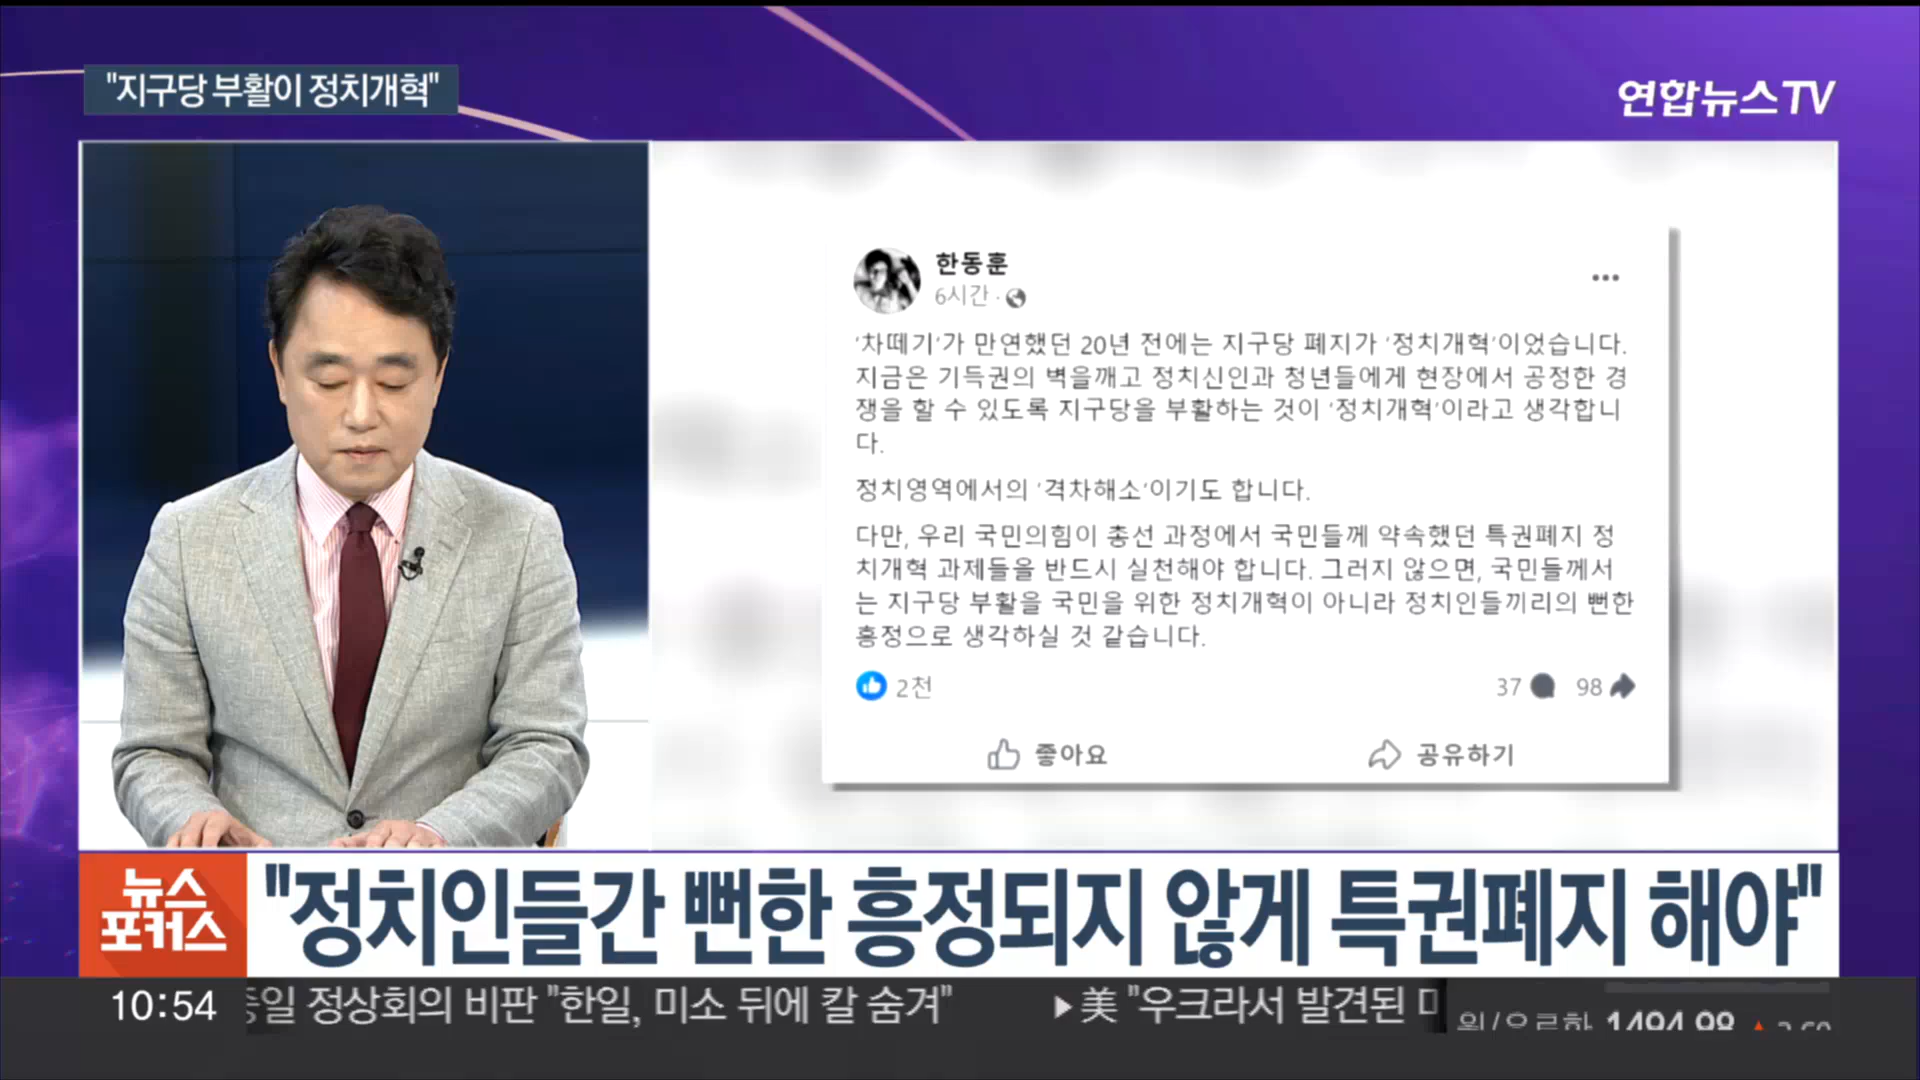 "지구당 부활이 정치개혁"
연합뉴스TV
한동훈
6시간 ·
'차떼기'가 만연했던 20년 전에는 지구당 폐지가 '정치개혁'이었습니다.
지금은 기득권의 벽을깨고 정치신인과 청년들에게 현장에서 공정한 경
쟁을 할 수 있도록 지구당을 부활하는 것이 '정치개혁'이라고 생각합니
다.
정치영역에서의 '격차해소'이기도 합니다.
다만, 우리 국민의힘이 총선 과정에서 국민들께 약속했던 특권폐지 정
치개혁 과제들을 반드시 실천해야 합니다. 그러지 않으면, 국민들께서
는 지구당 부활을 국민을 위한 정치개혁이 아니라 정치인들끼리의 뻔한
흥정으로 생각하실 것 같습니다.
2천
37 98
좋아요 공유하기
뉴스
포커스
"정치인들간 뻔한 흥정되지 않게 특권폐지 해야"
10:54 정상회의 비판 "한일, 미소 뒤에 칼 숨겨" ▶美 "우크라서 발견된